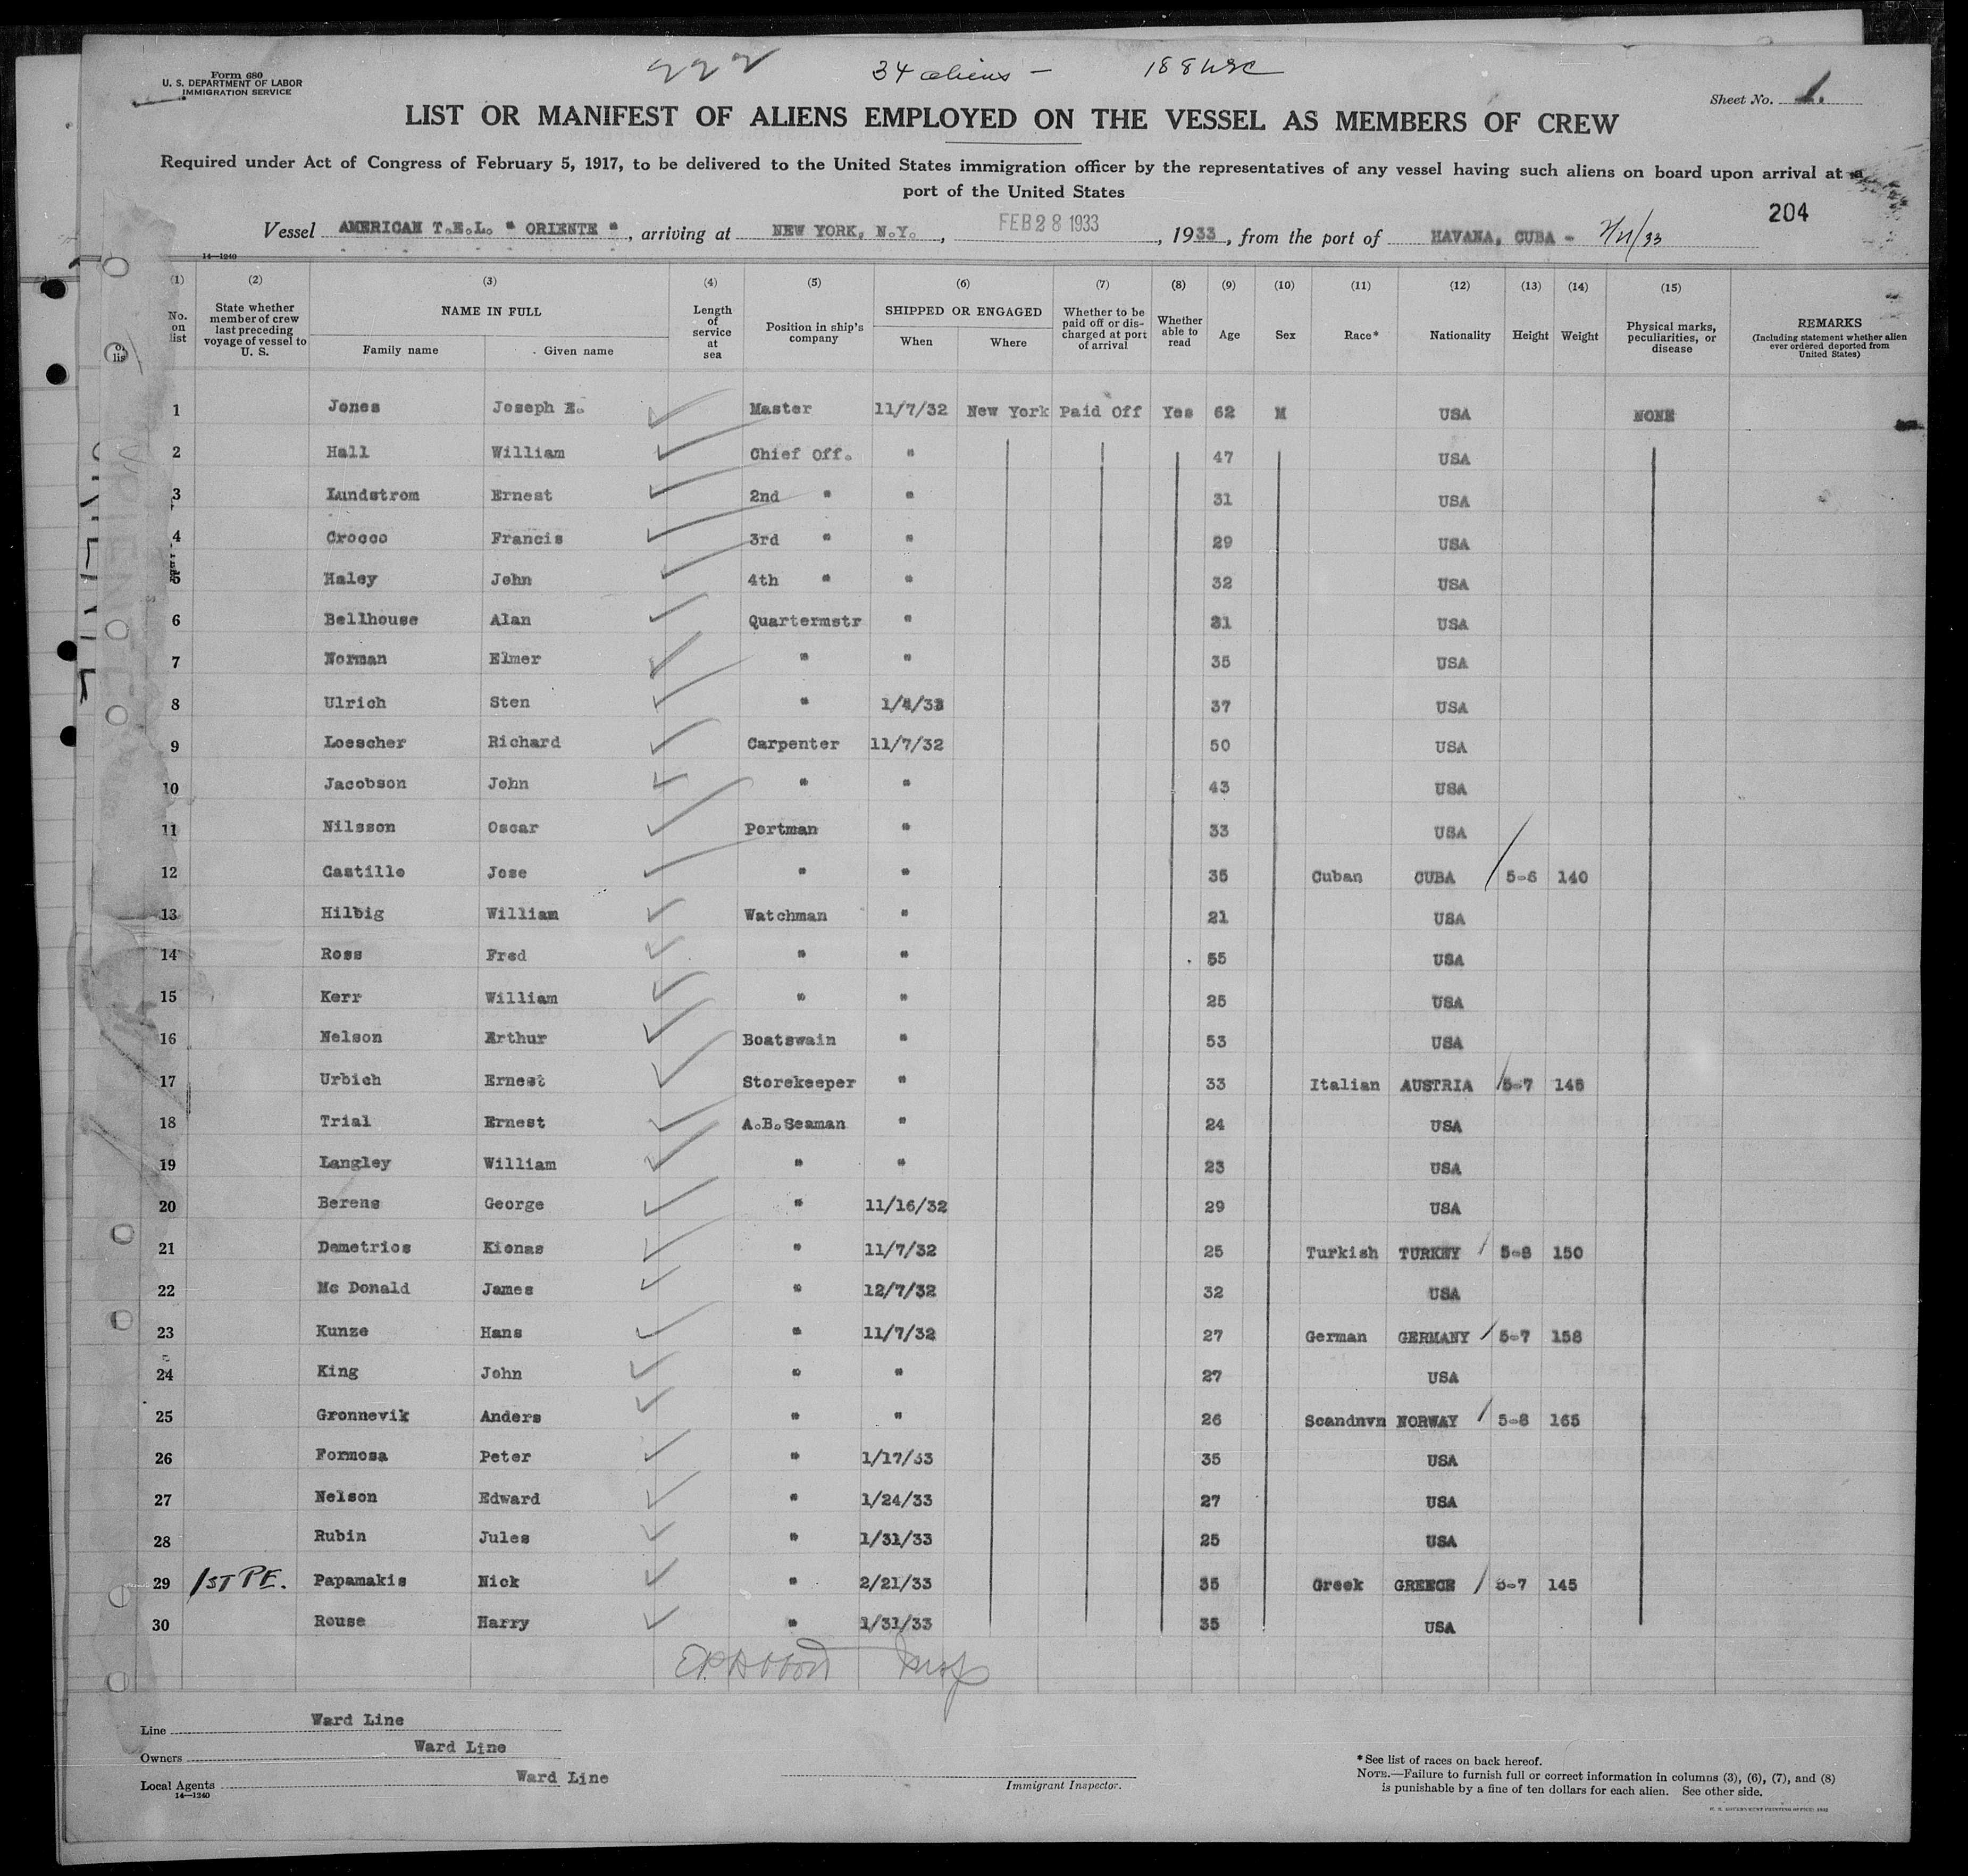 222 34 aliens - 188 USC
Form 680
U. S. DEPARTMENT OF LABOR
IMMIGRATION SERVICE
Sheet No. 1.
LIST OR MANIFEST OF ALIENS EMPLOYED ON THE VESSEL AS MEMBERS OF CREW
Required under Act of Congress of February 5, 1917, to be delivered to the United States immigration officer by the representatives of any vessel having such aliens on board upon arrival at a
port of the United States
204
Vessel AMERICAN T.E.L. " ORIENTE ", arriving at NEW YORK, N.Y., FEB 28 1933, 1933, from the port of HAVANA, CUBA -
14—1240
(1) (2) (3) (4) (5) (6) (7) (8) (9) (10) (11) (12) (13) (14) (15)
No. on list State whether member of crew last preceding voyage of vessel to U. S. NAME IN FULL Family name Given name Length of service at sea Position in ship's company SHIPPED OR ENGAGED When Where Whether to be paid off or discharged at port of arrival Whether able to read Age Sex Race* Nationality Height Weight Physical marks, peculiarities, or disease REMARKS (Including statement whether alien ever ordered deported from United States)
1 Jones Joseph E. Master 11/7/32 New York Paid Off Yes 62 M USA NONE
2 Hall William Chief Off. " 47 USA
3 Lundstrom Ernest 2nd " " 31 USA
4 Crocco Francis 3rd " " 29 USA
5 Haley John 4th " " 32 USA
6 Bellhouse Alan Quartermstr " 31 USA
7 Norman Elmer " " 35 USA
8 Ulrich Sten " 1/4/33 37 USA
9 Loescher Richard Carpenter 11/7/32 50 USA
10 Jacobson John " " 43 USA
11 Nilsson Oscar Portman " 33 USA
12 Castillo Jose " " 35 Cuban CUBA / 5-6 140
13 Hilbig William Watchman " 21 USA
14 Ross Fred " " 55 USA
15 Kerr William " " 25 USA
16 Nelson Arthur Boatswain " 53 USA
17 Urbich Ernest Storekeeper " 33 Italian AUSTRIA / 5-7 145
18 Trial Ernest A.B.Seaman " 24 USA
19 Langley William " " 23 USA
20 Berens George " 11/16/32 29 USA
21 Demetrios Kionas " 11/7/32 25 Turkish TURKEY / 5-8 150
22 Mc Donald James " 12/7/32 32 USA
23 Kunze Hans " 11/7/32 27 German GERMANY / 5-7 158
24 King John " " 27 USA
25 Gronnevik Anders " " 26 Scandnvn NORWAY / 5-8 165
26 Formosa Peter " 1/17/33 35 USA
27 Nelson Edward " 1/24/33 27 USA
28 Rubin Jules " 1/31/33 25 USA
29 1ST P.E. Papamakis Nick " 2/21/33 35 Greek GREECE / 5-7 145
30 Rouse Harry " 1/31/33 35 USA
Line Ward Line
Owners Ward Line
Local Agents Ward Line
14—1240
Immigrant Inspector.
* See list of races on back hereof.
NOTE.—Failure to furnish full or correct information in columns (3), (6), (7), and (8)
is punishable by a fine of ten dollars for each alien. See other side.